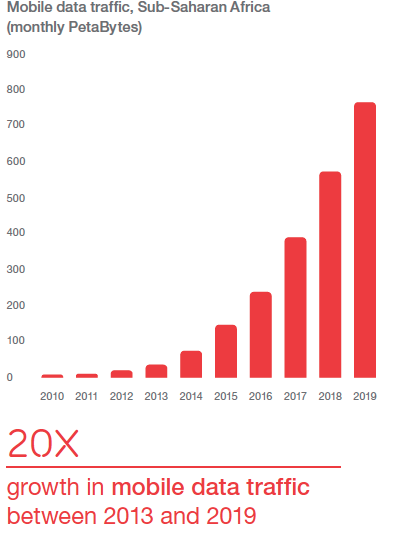 Mobile data traffic, Sub-Saharan Africa
(monthly PetaBytes)
900
800
700
600
500
400
300
200
100
0
2010 2011 2012 2013 2014 2015 2016 2017 2018 2019
20X
growth in mobile data traffic
between 2013 and 2019